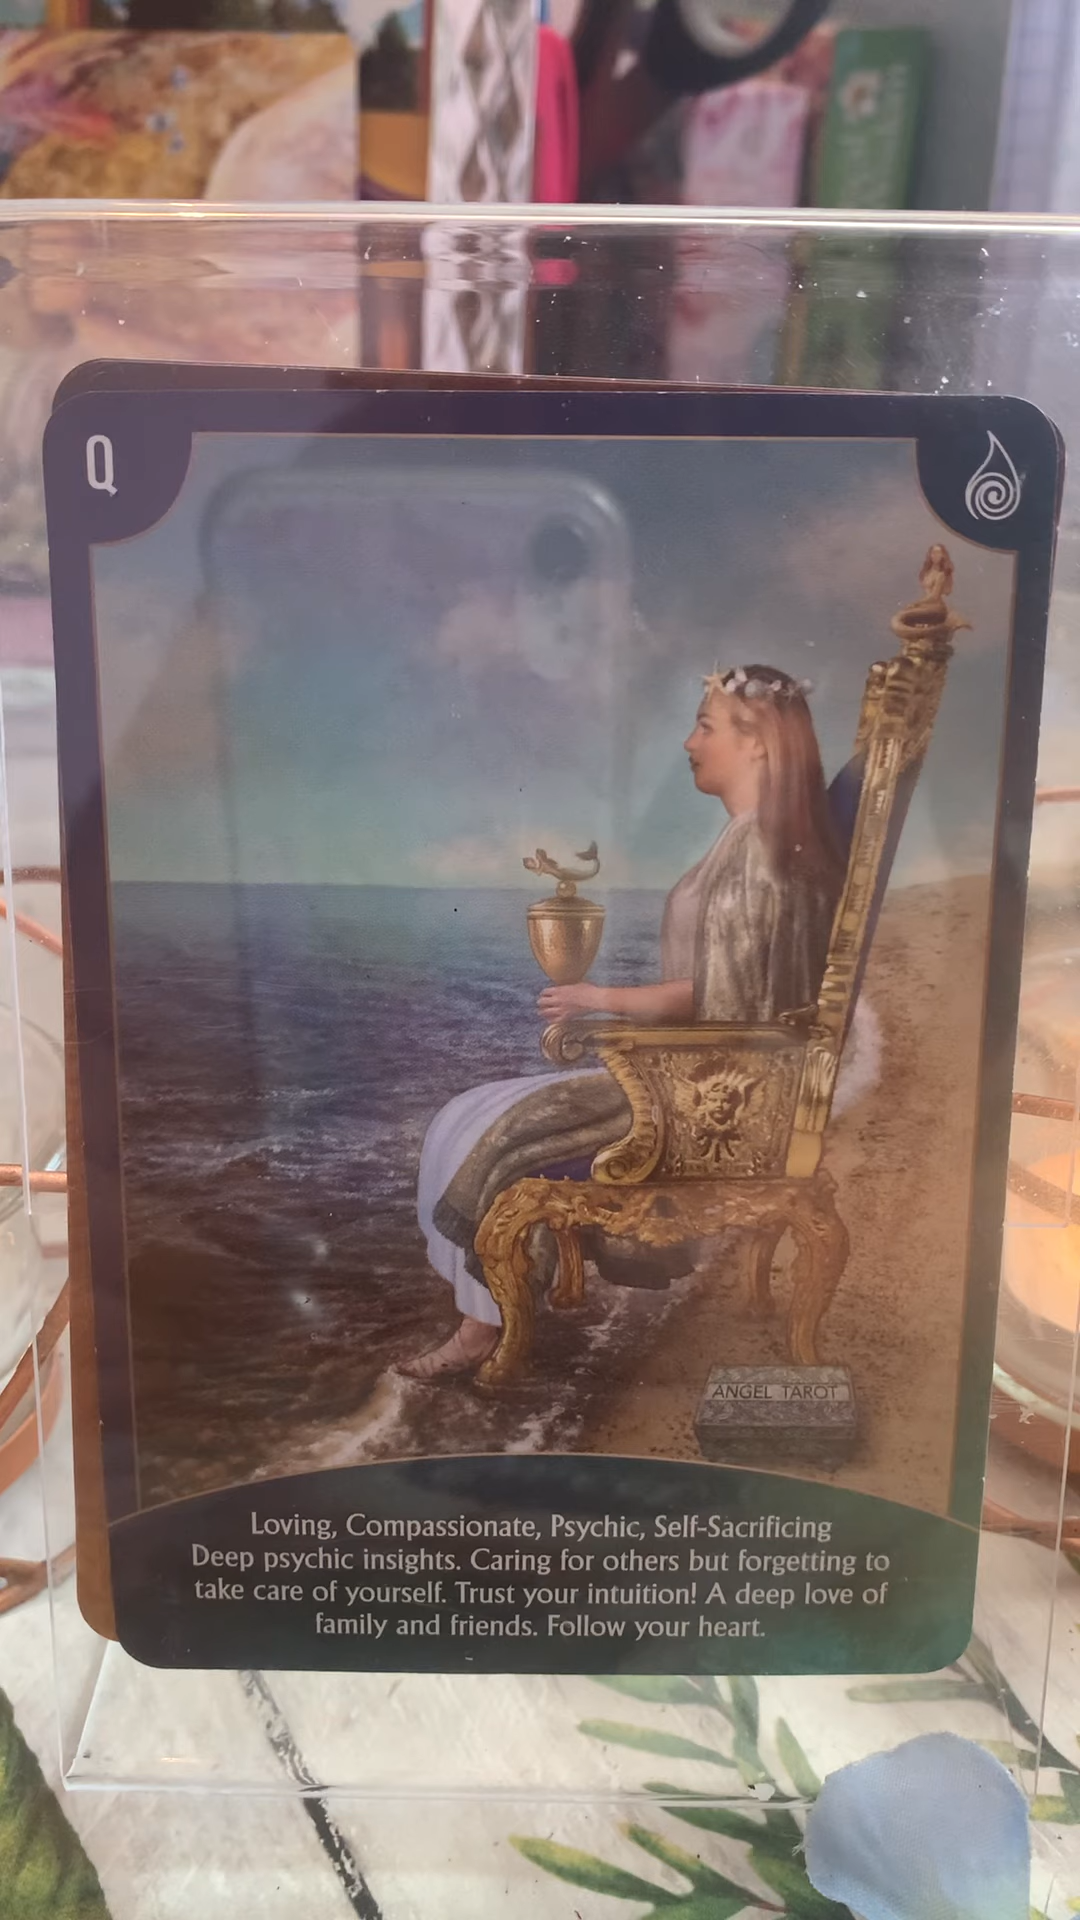 Q
ANGEL TAROT
Loving, Compassionate, Psychic, Self-Sacrificing
Deep psychic insights. Caring for others but forgetting to
take care of yourself. Trust your intuition! A deep love of
family and friends. Follow your heart.